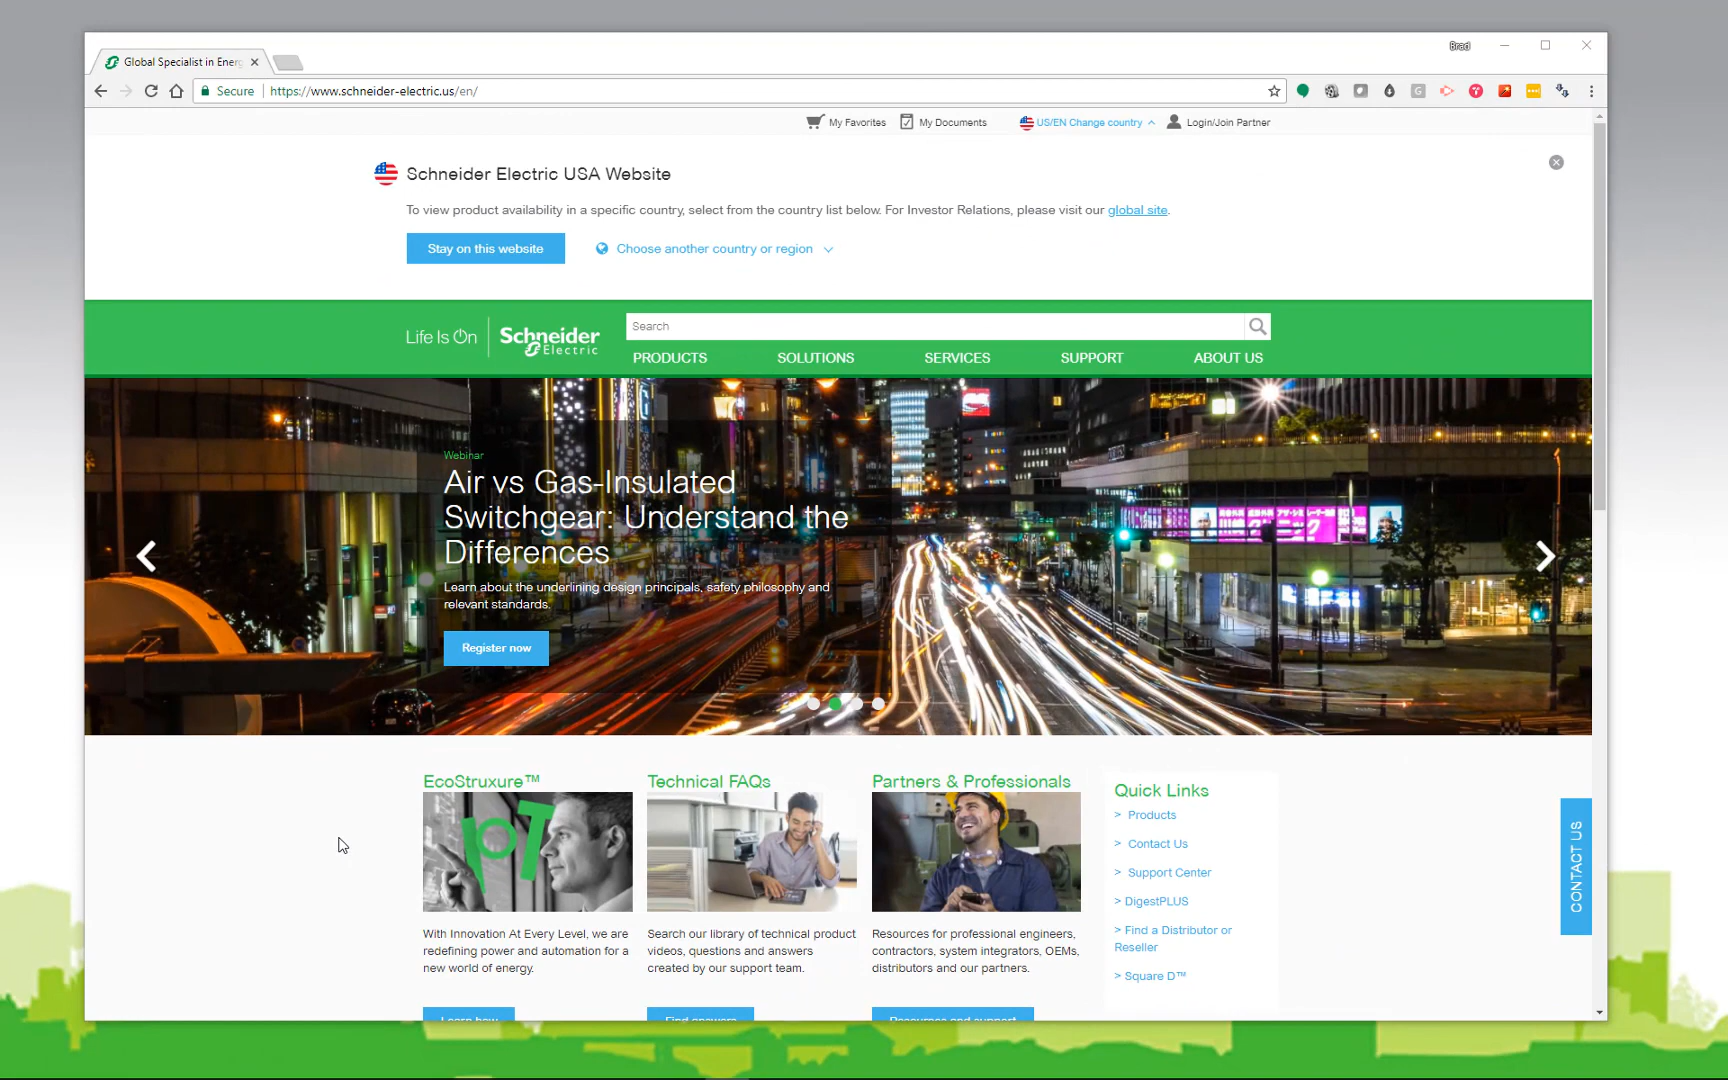 Brad
Global Specialist in Energ
Secure https://www.schneider-electric.us/en/
My Favorites My Documents US/EN Change country Login/Join Partner
Schneider Electric USA Website
To view product availability in a specific country, select from the country list below. For Investor Relations, please visit our global site.
Stay on this website Choose another country or region
Life Is On Schneider Electric
Search
PRODUCTS SOLUTIONS SERVICES SUPPORT ABOUT US
Webinar
Air vs Gas-Insulated
Switchgear: Understand the
Differences
Learn about the underlining design principals, safety philosophy and
relevant standards.
Register now
EcoStruxure™
IoT
With Innovation At Every Level, we are
redefining power and automation for a
new world of energy.
Learn how
Technical FAQs
Search our library of technical product
videos, questions and answers
created by our support team.
Find answers
Partners & Professionals
Resources for professional engineers,
contractors, system integrators, OEMs,
distributors and our partners.
Resources and support
Quick Links
> Products
> Contact Us
> Support Center
> DigestPLUS
> Find a Distributor or
Reseller
> Square D™
CONTACT US